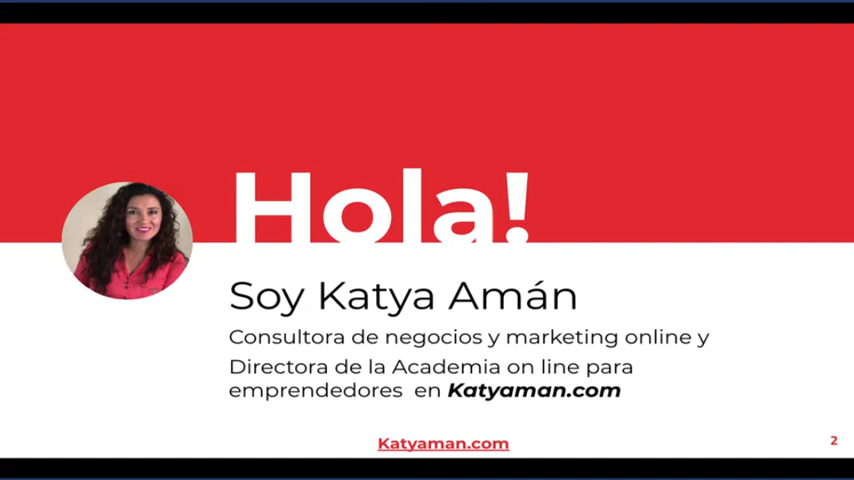 Hola!
Soy Katya Amán
Consultora de negocios y marketing online y
Directora de la Academia on line para
emprendedores en Katyaman.com
Katyaman.com
2